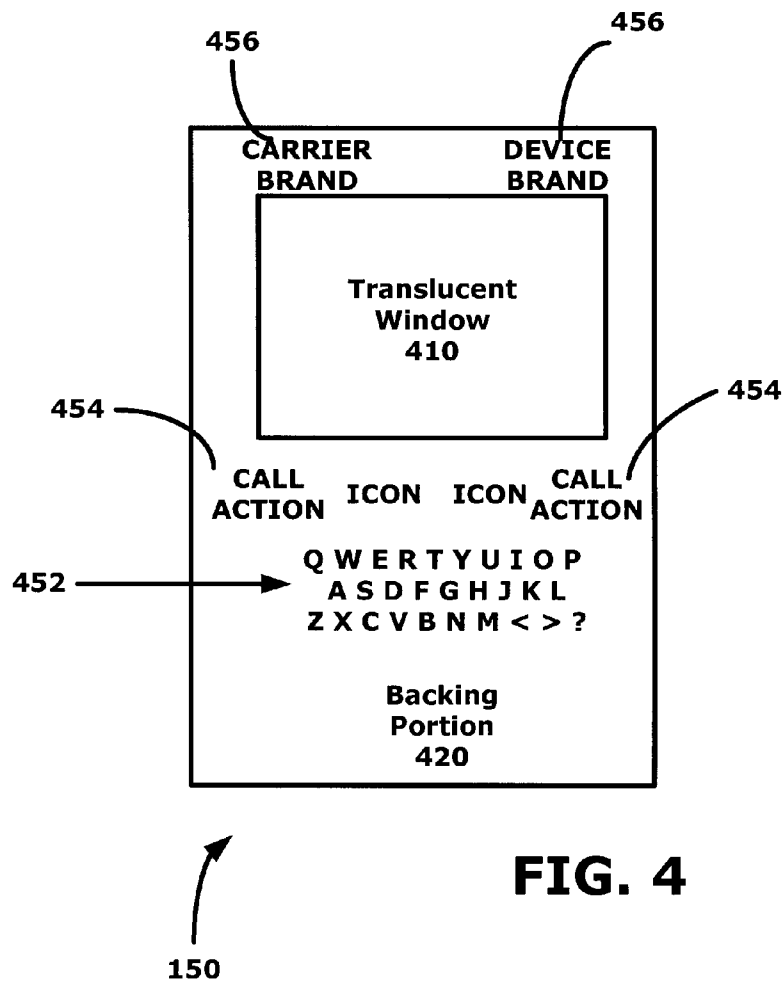 456
456
CARRIER BRAND
DEVICE BRAND
Translucent
Window
410
454
454
CALL ACTION
ICON
ICON
CALL ACTION
452
Q W E R T Y U I O P
A S D F G H J K L
Z X C V B N M < > ?
Backing
Portion
420
FIG. 4
150